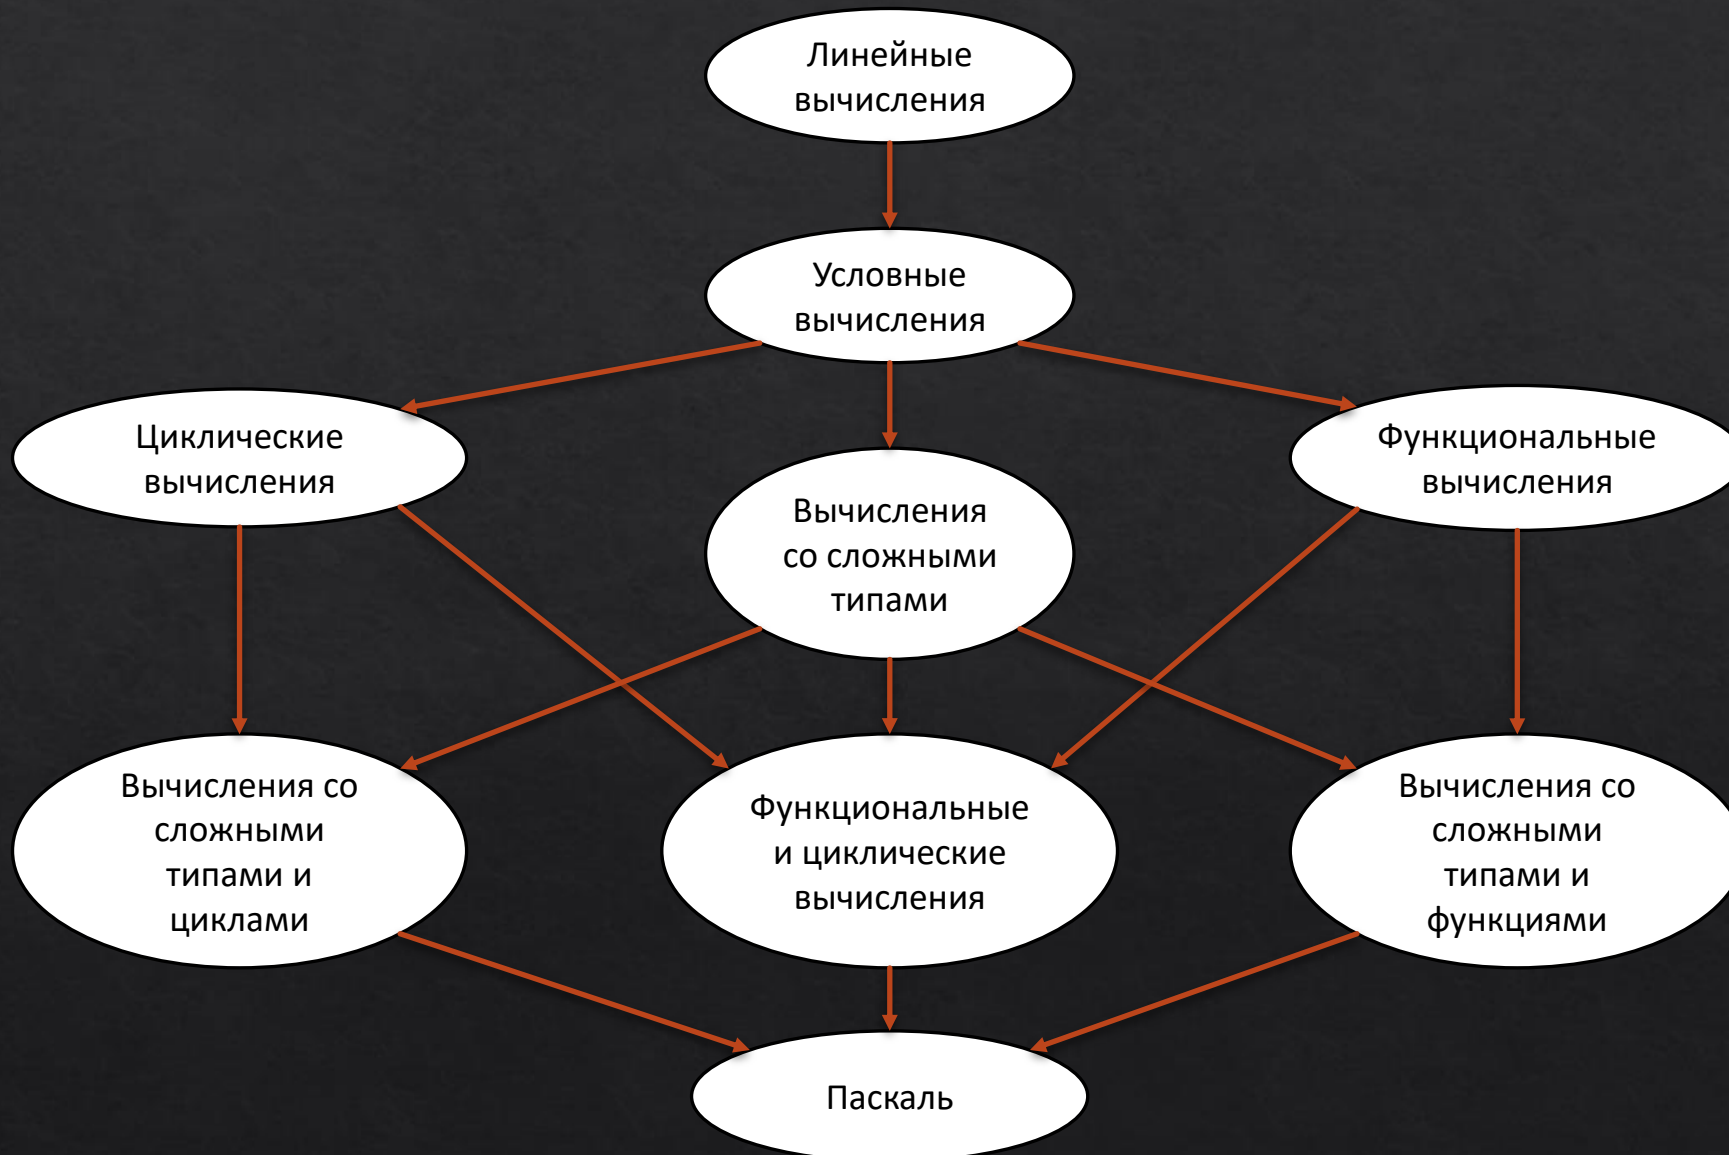 Линейные
вычисления
Условные
вычисления
Циклические
вычисления
Вычисления
со сложными
типами
Функциональные
вычисления
Вычисления со
сложными
типами и
циклами
Функциональные
и циклические
вычисления
Вычисления со
сложными
типами и
функциями
Паскаль